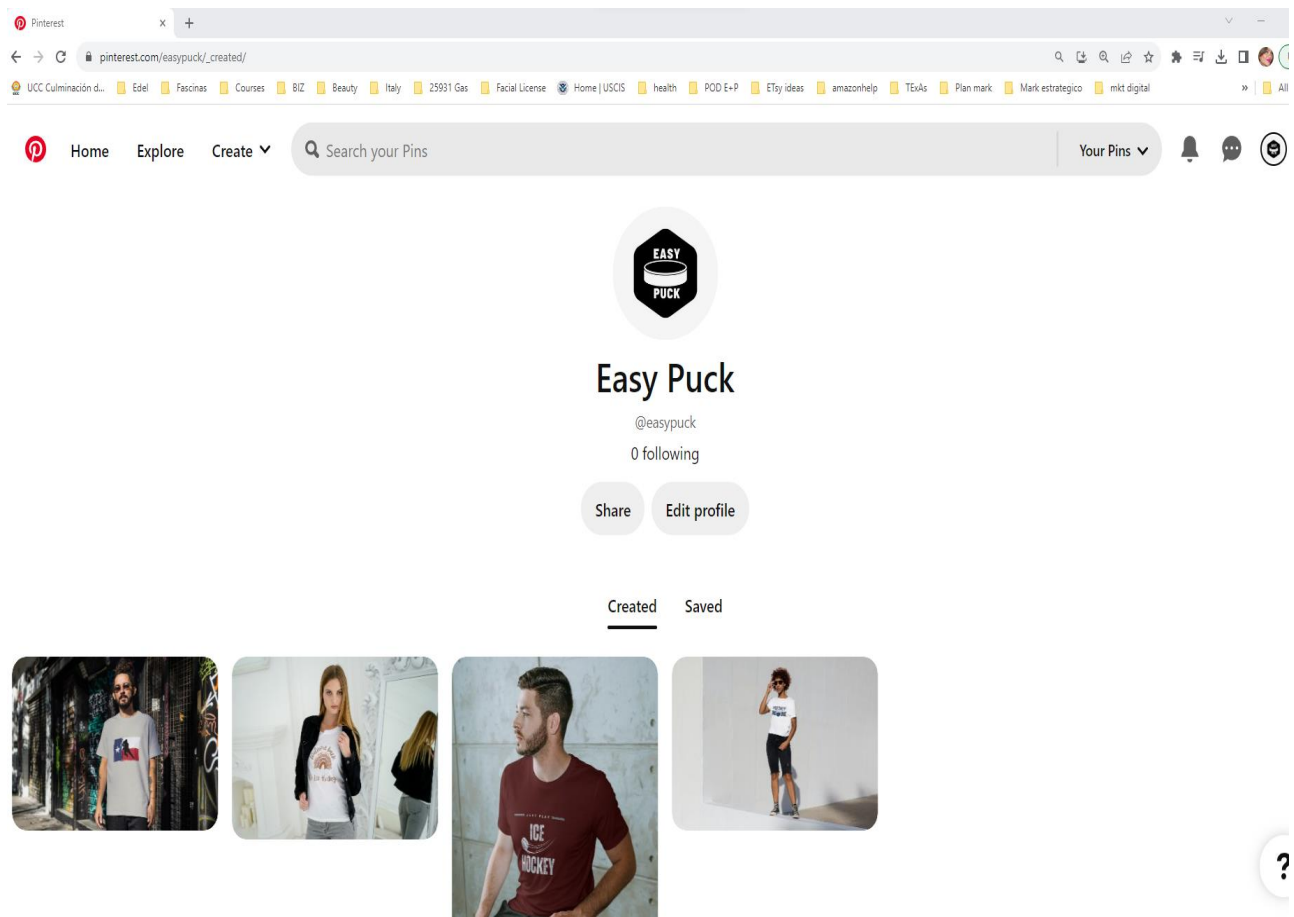 Pinterest
pinterest.com/easypuck/_created/
UCC Culminación d... Edel Fascinas Courses BIZ Beauty Italy 25931 Gas Facial License Home | USCIS health POD E+P ETsy ideas amazonhelp TExAs Plan mark Mark estrategico mkt digital » All
Home Explore Create Search your Pins Your Pins
EASY
PUCK
Easy Puck
@easypuck
0 following
Share Edit profile
Created Saved
JUST PLAY
ICE
HOCKEY
?